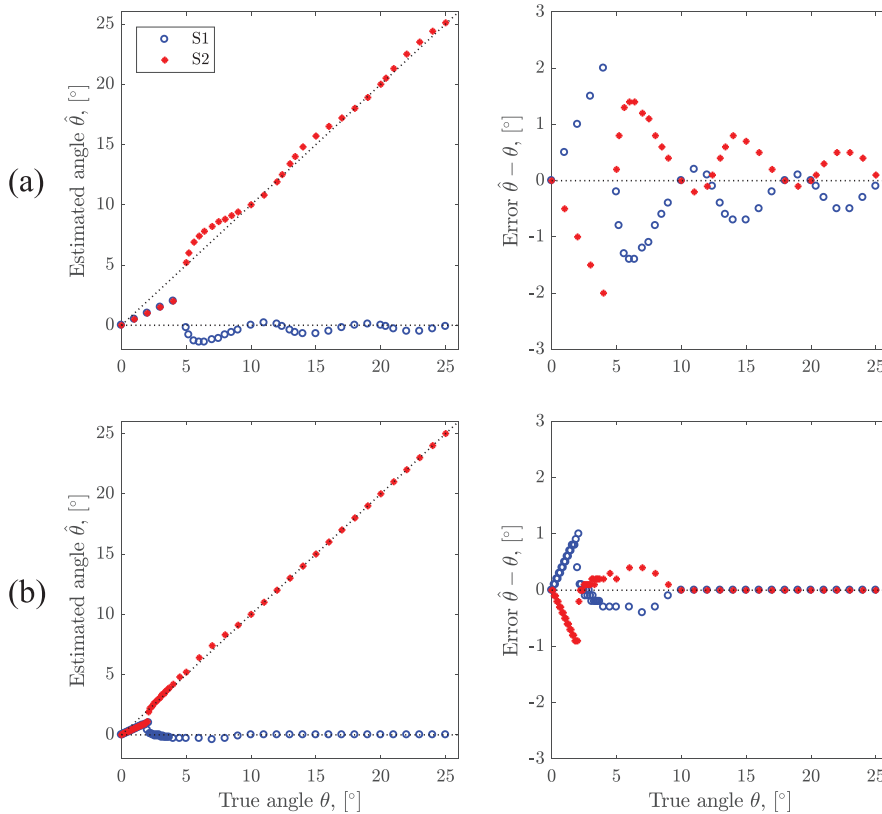 (a)
Estimated angle θ̂, [°]
25
20
15
10
5
0
0 5 10 15 20 25
S1
S2
Error θ̂ − θ, [°]
3
2
1
0
-1
-2
-3
0 5 10 15 20 25
(b)
Estimated angle θ̂, [°]
25
20
15
10
5
0
0 5 10 15 20 25
True angle θ, [°]
Error θ̂ − θ, [°]
3
2
1
0
-1
-2
-3
0 5 10 15 20 25
True angle θ, [°]